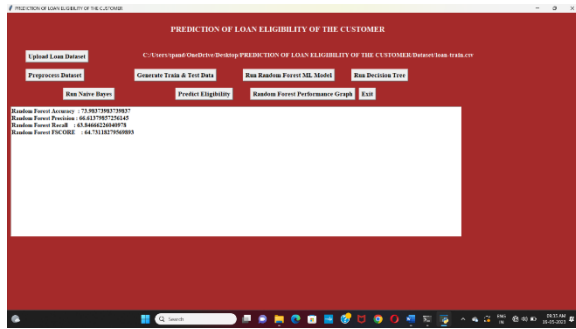 PREDICTION OF LOAN ELIGIBILITY OF THE CUSTOMER
PREDICTION OF LOAN ELIGIBILITY OF THE CUSTOMER
Upload Loan Dataset C:/Users/spand/OneDrive/Desktop/PREDICTION OF LOAN ELIGIBILITY OF THE CUSTOMER/Dataset/loan-train.csv
Preprocess Dataset Generate Train & Test Data Run Random Forest ML Model Run Decision Tree
Run Naive Bayes Predict Eligibility Random Forest Performance Graph Exit
Random Forest Accuracy : 73.98373983739837
Random Forest Precision : 66.61379857256145
Random Forest Recall : 63.84666226040978
Random Forest FSCORE : 64.73118279569893
Search
ENG
IN